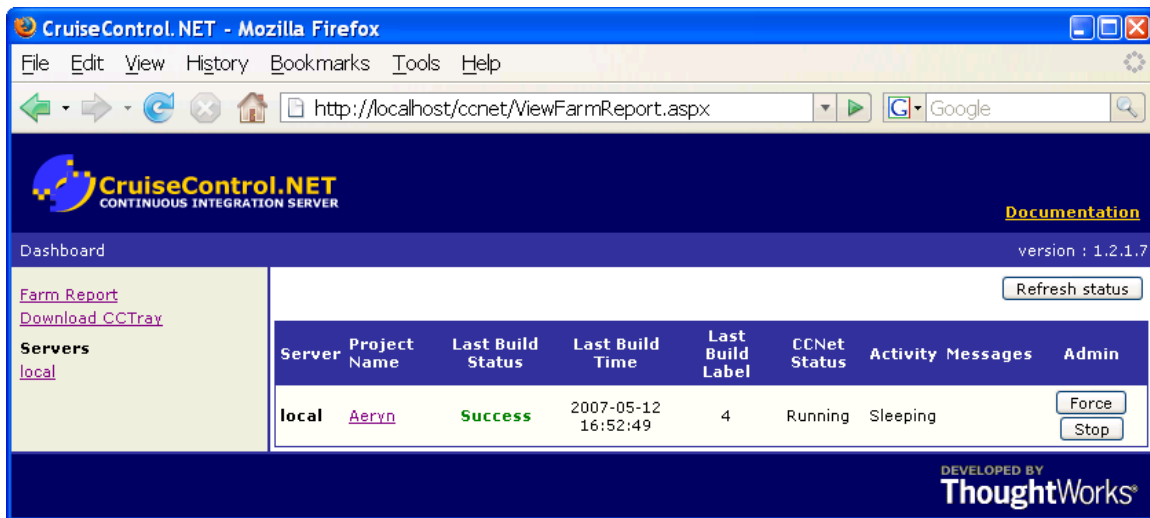 CruiseControl.NET - Mozilla Firefox
File Edit View History Bookmarks Tools Help
http://localhost/ccnet/ViewFarmReport.aspx
G Google
CruiseControl.NET
CONTINUOUS INTEGRATION SERVER
Documentation
Dashboard
version : 1.2.1.7
Farm Report
Download CCTray
Servers
local
Refresh status
Server Project Name Last Build Status Last Build Time Last Build Label CCNet Status Activity Messages Admin
local Aeryn Success 2007-05-12 16:52:49 4 Running Sleeping Force
Stop
DEVELOPED BY
ThoughtWorks®